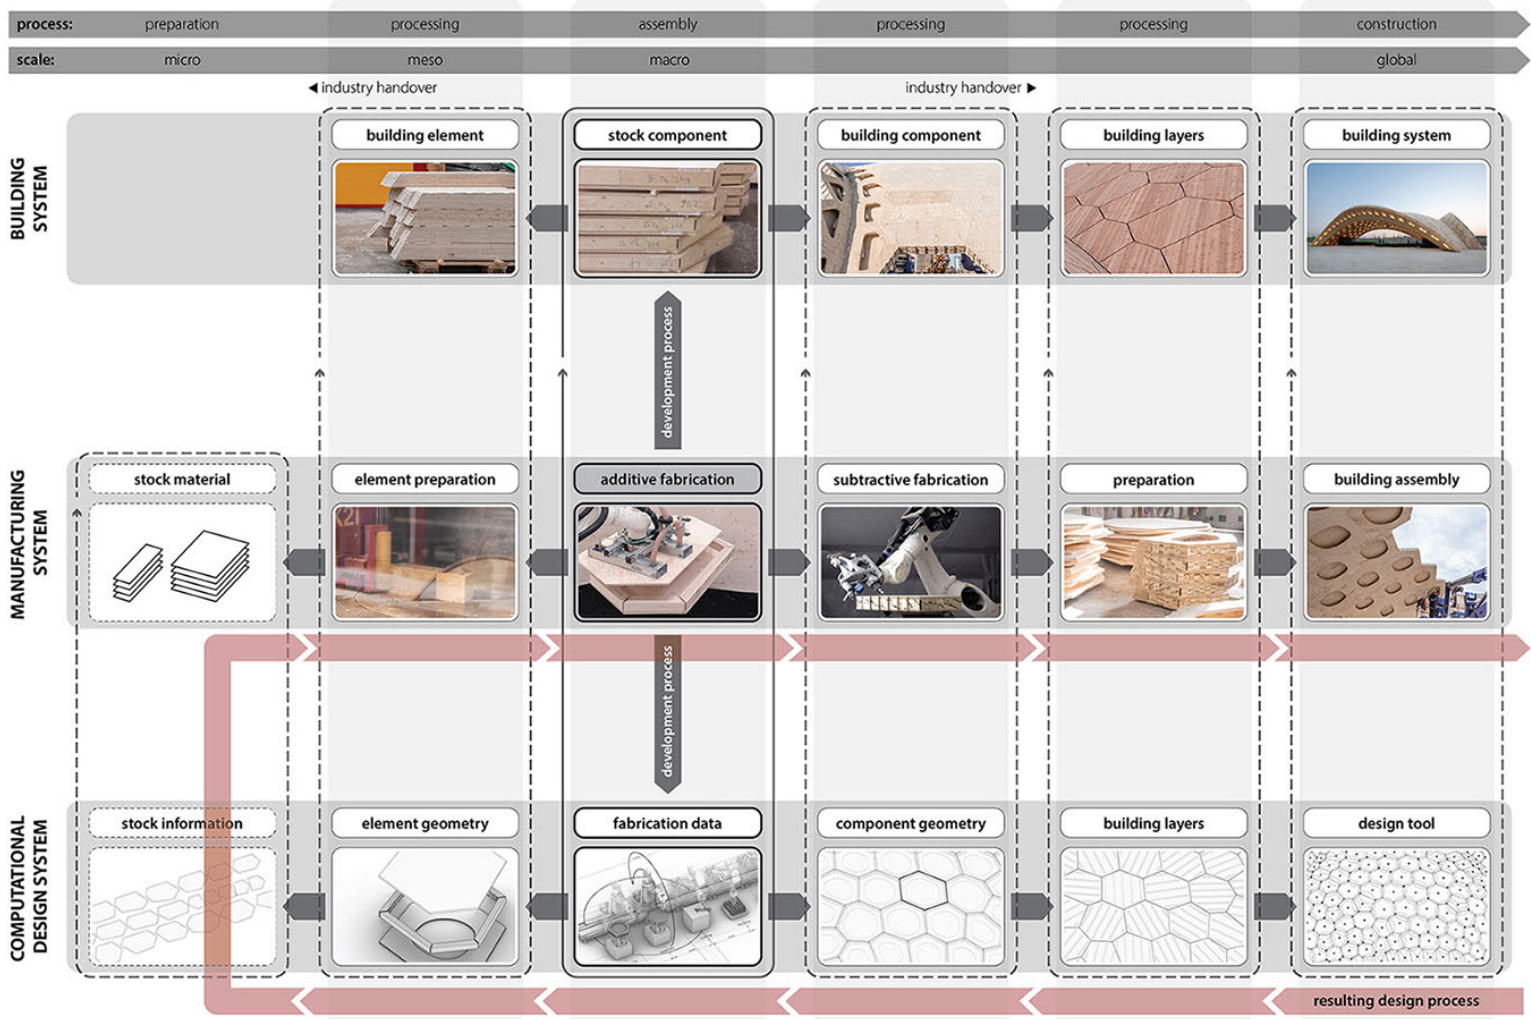 process: preparation processing assembly processing processing construction
scale: micro meso macro global
◀ industry handover industry handover ▶
BUILDING
SYSTEM
building element stock component building component building layers building system
development process
MANUFACTURING
SYSTEM
stock material element preparation additive fabrication subtractive fabrication preparation building assembly
development process
COMPUTATIONAL
DESIGN SYSTEM
stock information element geometry fabrication data component geometry building layers design tool
resulting design process